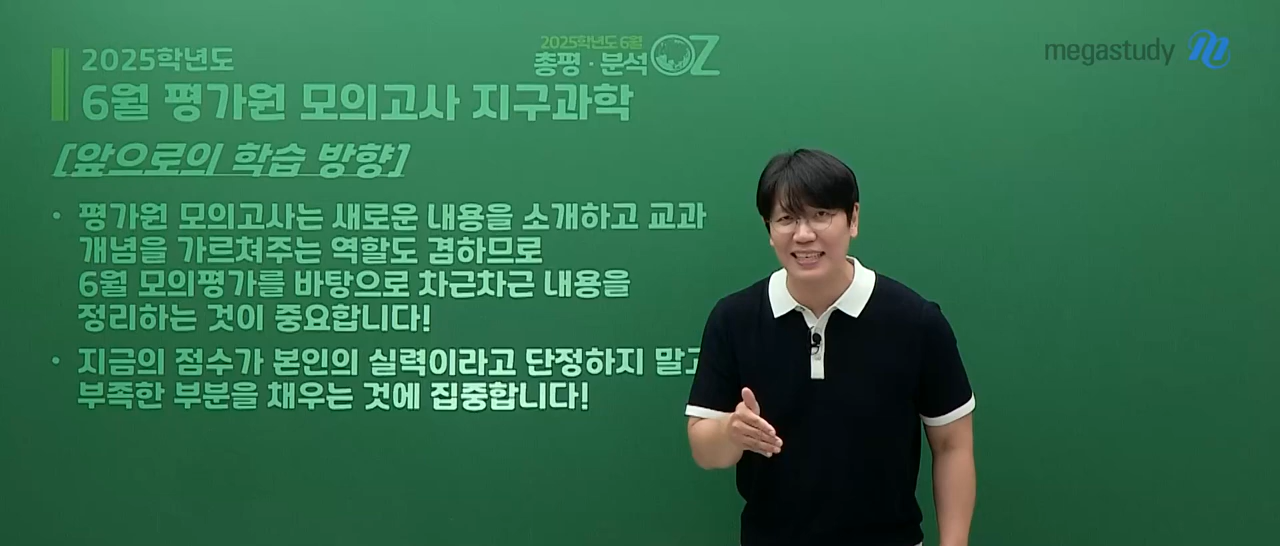 2025학년도
6월 평가원 모의고사 지구과학
2025학년도 6월
총평·분석 OZ
megastudy
[앞으로의 학습 방향]
• 평가원 모의고사는 새로운 내용을 소개하고 교과
개념을 가르쳐주는 역할도 겸하므로
6월 모의평가를 바탕으로 차근차근 내용을
정리하는 것이 중요합니다!
• 지금의 점수가 본인의 실력이라고 단정하지 말고
부족한 부분을 채우는 것에 집중합니다!